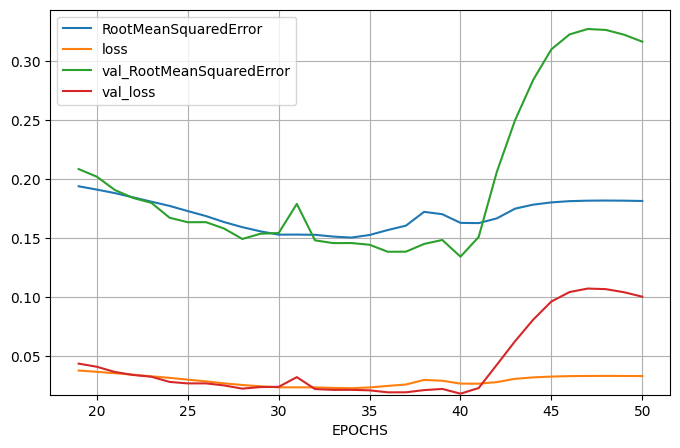 RootMeanSquaredError
loss
val_RootMeanSquaredError
val_loss
0.30
0.25
0.20
0.15
0.10
0.05
20 25 30 35 40 45 50
EPOCHS